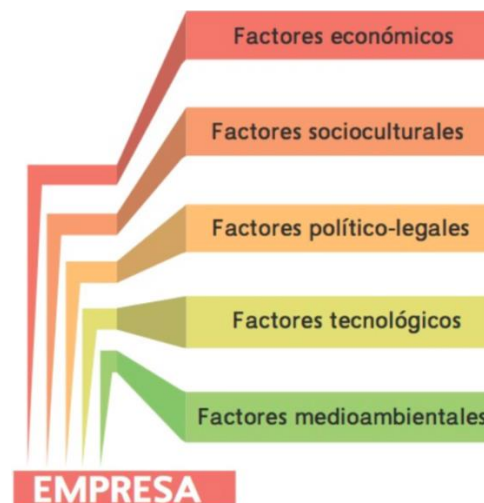 Factores económicos
Factores socioculturales
Factores político-legales
Factores tecnológicos
Factores medioambientales
EMPRESA